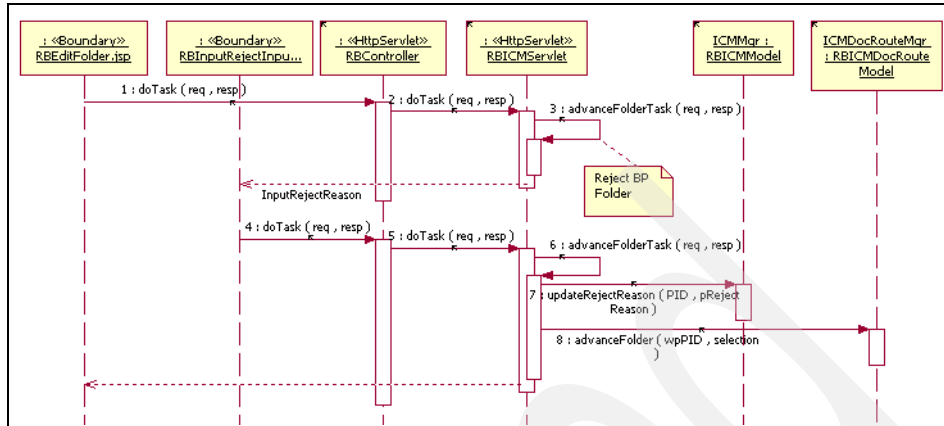 : «Boundary»
RBEditFolder.jsp
: «Boundary»
RBInputRejectInpu...
: «HttpServlet»
RBController
: «HttpServlet»
RBICMServlet
ICMMgr :
RBICMModel
ICMDocRouteMgr
: RBICMDocRoute
Model
1 : doTask ( req , resp )
2 : doTask ( req , resp )
3 : advanceFolderTask ( req , resp )
Reject BP
Folder
InputRejectReason
4 : doTask ( req , resp )
5 : doTask ( req , resp )
6 : advanceFolderTask ( req , resp )
7 : updateRejectReason ( PID , pReject
Reason )
8 : advanceFolder ( wpPID , selection
)